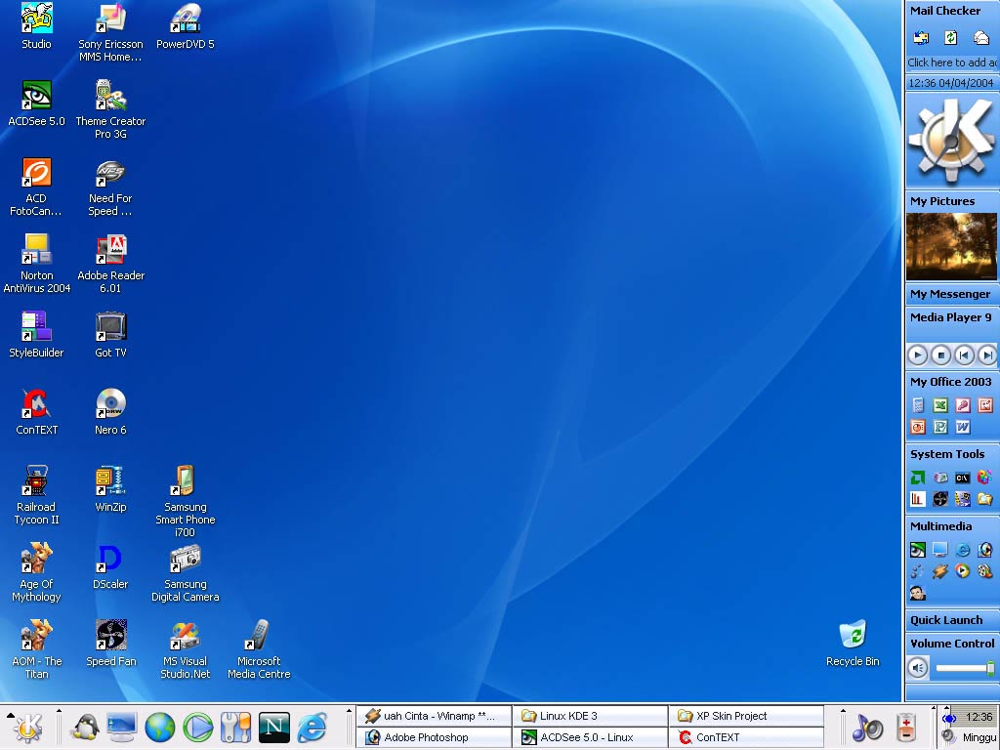 Studio
Sony Ericsson
MMS Home...
PowerDVD 5
ACDSee 5.0
Theme Creator
Pro 3G
ACD
FotoCan...
Need For
Speed ...
Norton
AntiVirus 2004
Adobe Reader
6.01
StyleBuilder
Got TV
ConTEXT
Nero 6
Railroad
Tycoon II
WinZip
Samsung
Smart Phone
i700
Age Of
Mythology
DScaler
Samsung
Digital Camera
AOM - The
Titan
Speed Fan
MS Visual
Studio.Net
Microsoft
Media Centre
Recycle Bin
Mail Checker
Click here to add ac
12:36 04/04/2004
My Pictures
My Messenger
Media Player 9
My Office 2003
System Tools
Multimedia
Quick Launch
Volume Control
uah Cinta - Winamp **...
Linux KDE 3
XP Skin Project
Adobe Photoshop
ACDSee 5.0 - Linux
ConTEXT
12:36
Minggu